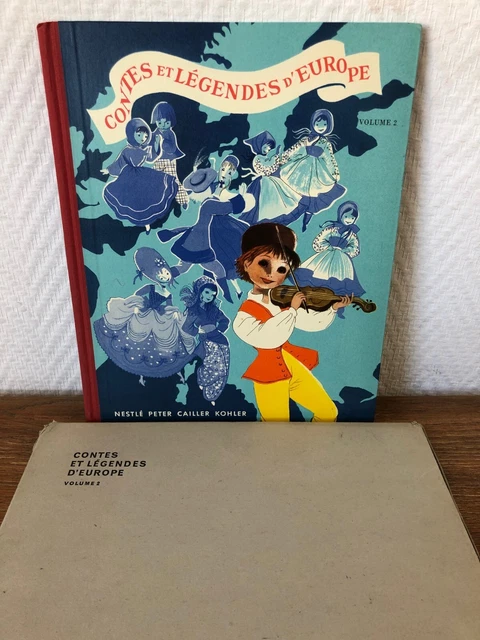 CONTES ET LÉGENDES D'EUROPE
VOLUME 2
NESTLÉ PETER CAILLER KOHLER
CONTES
ET LÉGENDES
D'EUROPE
VOLUME 2